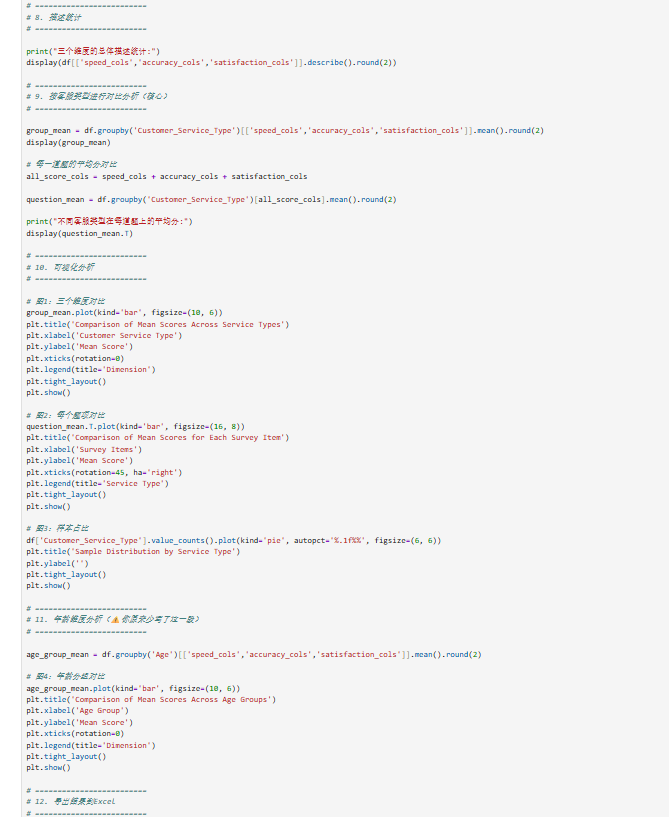 # =========================
# 8. 描述统计
# =========================
print("三个维度的总体描述统计:")
display(df[['speed_cols','accuracy_cols','satisfaction_cols']].describe().round(2))
# =========================
# 9. 按客服类型进行对比分析（核心）
# =========================
group_mean = df.groupby('Customer_Service_Type')[['speed_cols','accuracy_cols','satisfaction_cols']].mean().round(2)
display(group_mean)
# 每一道题的平均分对比
all_score_cols = speed_cols + accuracy_cols + satisfaction_cols
question_mean = df.groupby('Customer_Service_Type')[all_score_cols].mean().round(2)
print("不同客服类型在每道题上的平均分:")
display(question_mean.T)
# =========================
# 10. 可视化分析
# =========================
# 图1: 三个维度对比
group_mean.plot(kind='bar', figsize=(10, 6))
plt.title('Comparison of Mean Scores Across Service Types')
plt.xlabel('Customer Service Type')
plt.ylabel('Mean Score')
plt.xticks(rotation=0)
plt.legend(title='Dimension')
plt.tight_layout()
plt.show()
# 图2: 每个题项对比
question_mean.T.plot(kind='bar', figsize=(16, 8))
plt.title('Comparison of Mean Scores for Each Survey Item')
plt.xlabel('Survey Items')
plt.ylabel('Mean Score')
plt.xticks(rotation=45, ha='right')
plt.legend(title='Service Type')
plt.tight_layout()
plt.show()
# 图3: 样本占比
df['Customer_Service_Type'].value_counts().plot(kind='pie', autopct='%.1f%%', figsize=(6, 6))
plt.title('Sample Distribution by Service Type')
plt.ylabel('')
plt.tight_layout()
plt.show()
# =========================
# 11. 年龄维度分析（⚠️你原来少写了这一段）
# =========================
age_group_mean = df.groupby('Age')[['speed_cols','accuracy_cols','satisfaction_cols']].mean().round(2)
# 图4: 年龄分组对比
age_group_mean.plot(kind='bar', figsize=(10, 6))
plt.title('Comparison of Mean Scores Across Age Groups')
plt.xlabel('Age Group')
plt.ylabel('Mean Score')
plt.xticks(rotation=0)
plt.legend(title='Dimension')
plt.tight_layout()
plt.show()
# =========================
# 12. 导出结果到Excel
# =========================